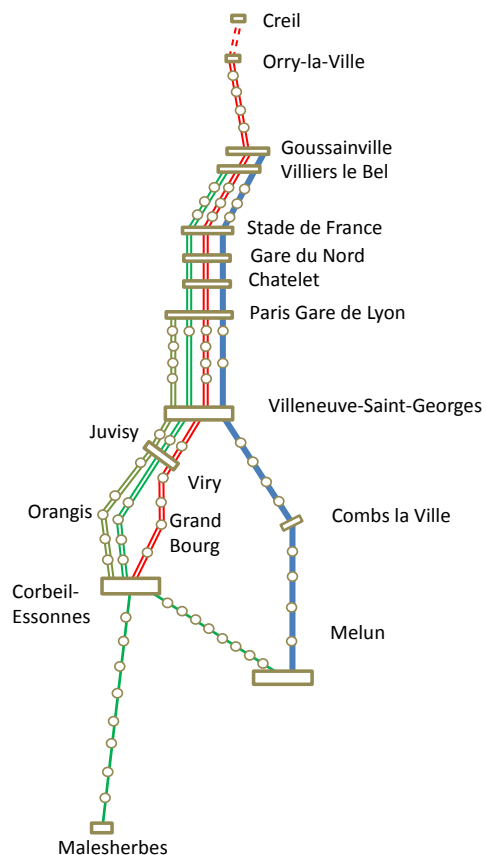 Creil
Orry-la-Ville
Goussainville
Villiers le Bel
Stade de France
Gare du Nord
Chatelet
Paris Gare de Lyon
Villeneuve-Saint-Georges
Juvisy
Viry
Orangis
Grand
Bourg
Combs la Ville
Corbeil-
Essonnes
Melun
Malesherbes